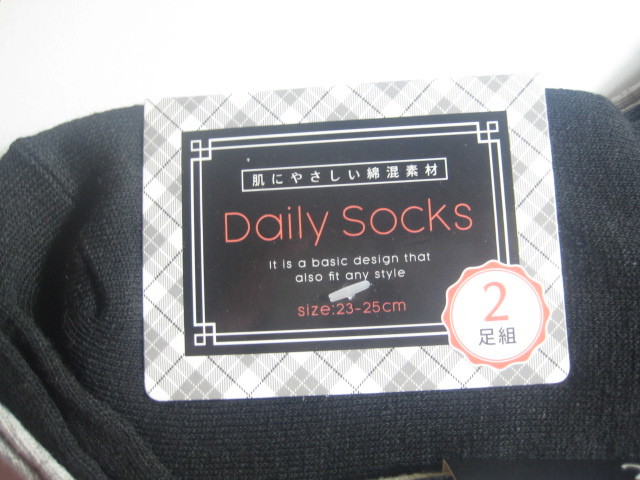 肌にやさしい綿混素材
Daily Socks
It is a basic design that
also fit any style
size:23-25cm
2
足組